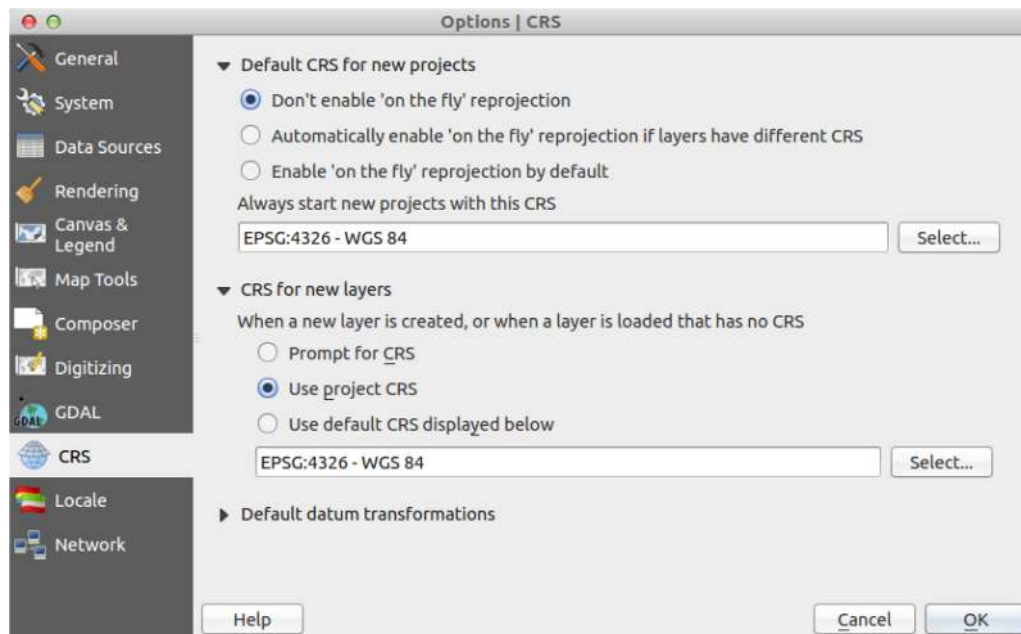 Options | CRS
General
System
Data Sources
Rendering
Canvas &
Legend
Map Tools
Composer
Digitizing
GDAL
GDAL
CRS
Locale
Network
Default CRS for new projects
Don't enable 'on the fly' reprojection
Automatically enable 'on the fly' reprojection if layers have different CRS
Enable 'on the fly' reprojection by default
Always start new projects with this CRS
EPSG:4326 - WGS 84
Select...
CRS for new layers
When a new layer is created, or when a layer is loaded that has no CRS
Prompt for CRS
Use project CRS
Use default CRS displayed below
EPSG:4326 - WGS 84
Select...
Default datum transformations
Help
Cancel
OK